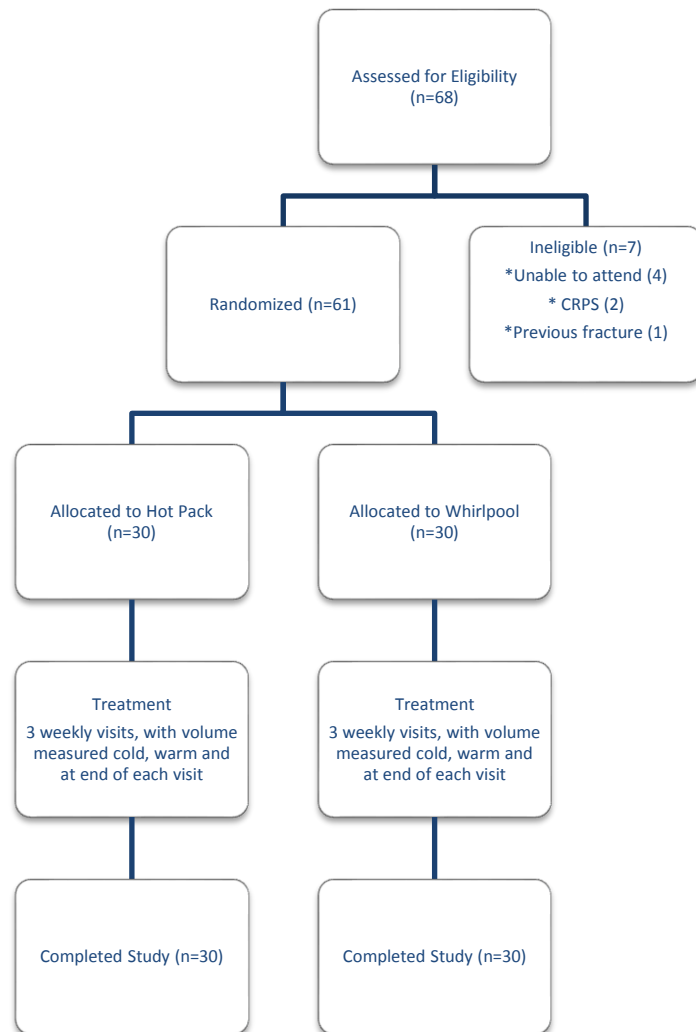 Assessed for Eligibility
(n=68)
Randomized (n=61)
Ineligible (n=7)
*Unable to attend (4)
* CRPS (2)
*Previous fracture (1)
Allocated to Hot Pack
(n=30)
Allocated to Whirlpool
(n=30)
Treatment
3 weekly visits, with volume
measured cold, warm and
at end of each visit
Treatment
3 weekly visits, with volume
measured cold, warm and
at end of each visit
Completed Study (n=30)
Completed Study (n=30)